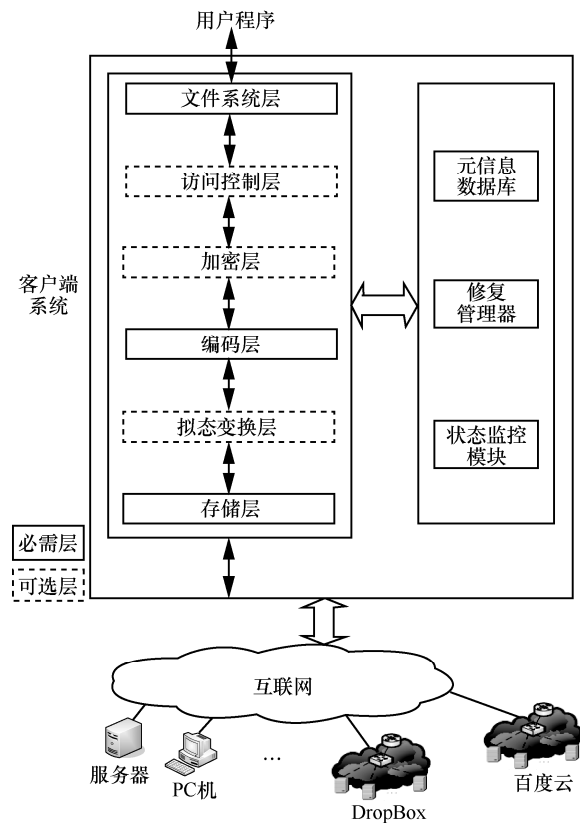 用户程序
文件系统层
访问控制层
加密层
编码层
拟态变换层
存储层
元信息
数据库
修复
管理器
状态监控
模块
客户端
系统
必需层
可选层
互联网
服务器
PC机
…
DropBox
百度云